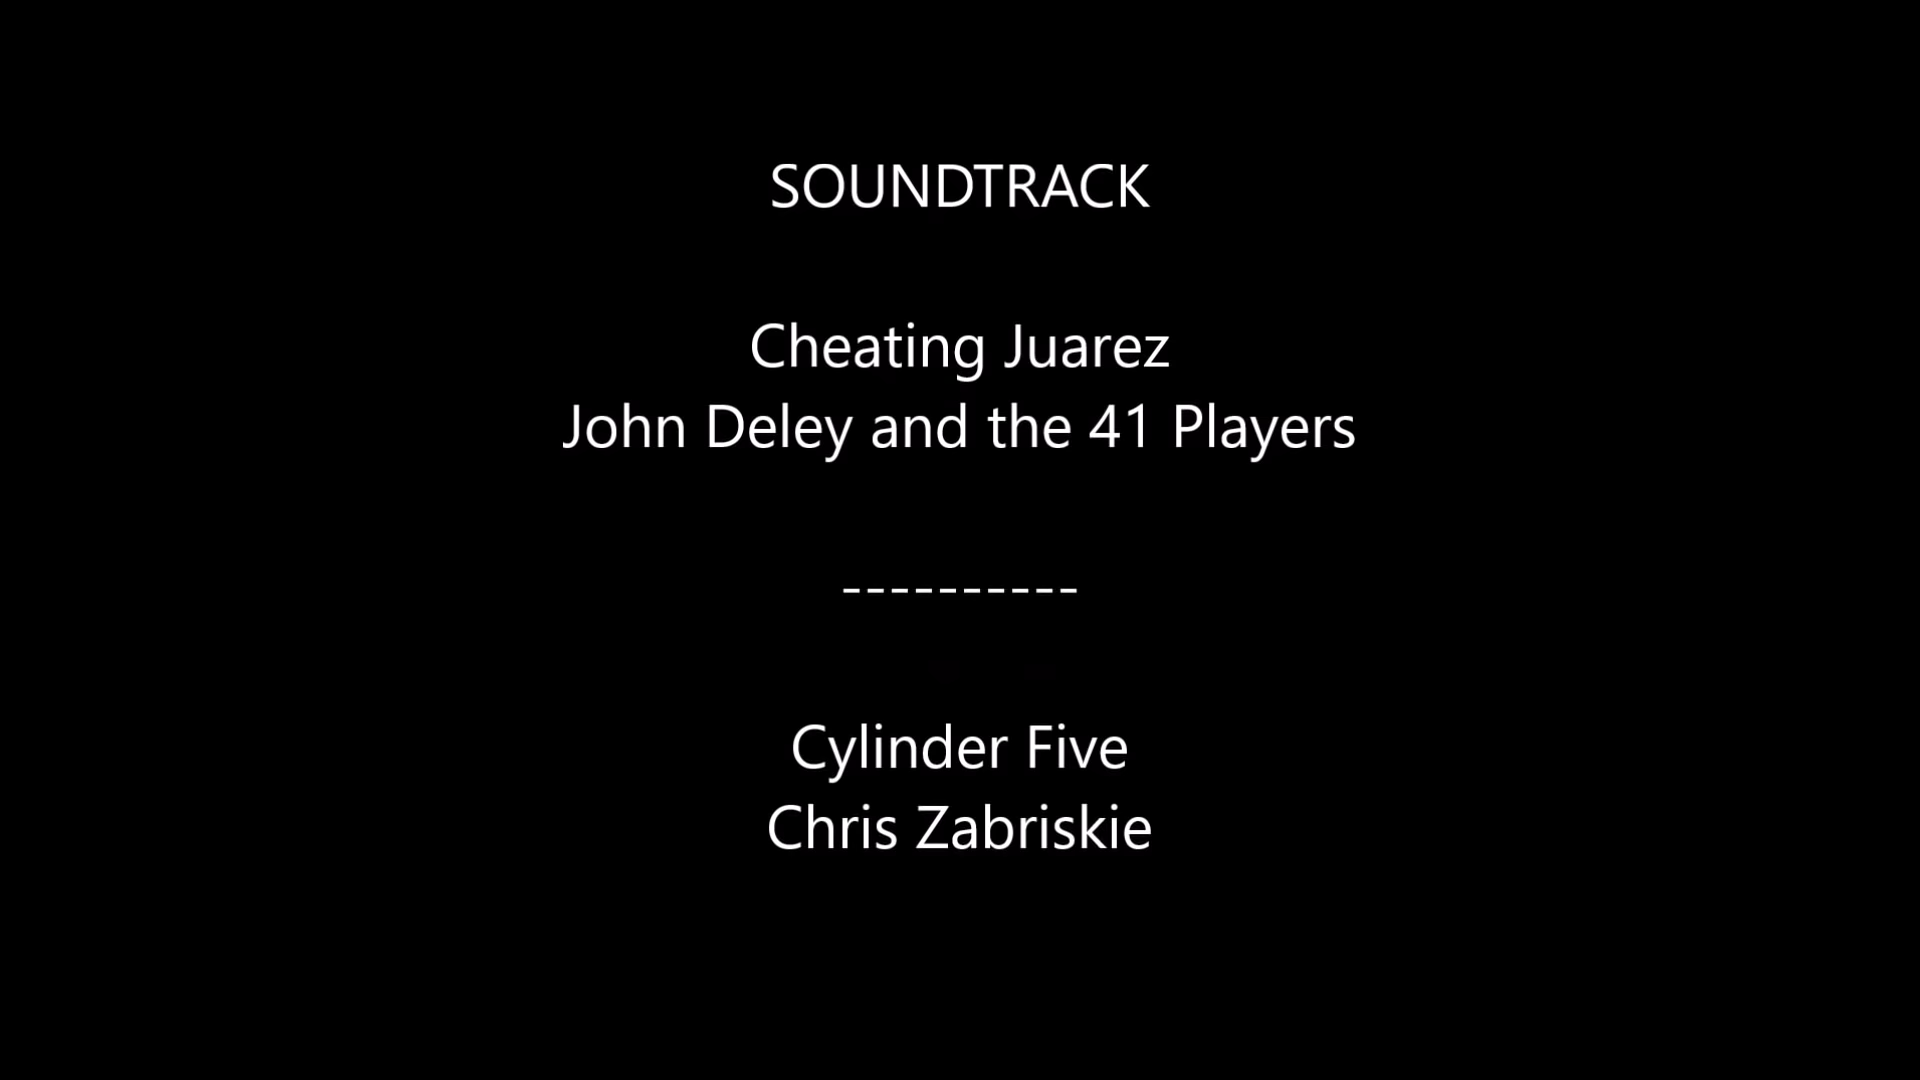 SOUNDTRACK
Cheating Juarez
John Deley and the 41 Players
----------
Cylinder Five
Chris Zabriskie